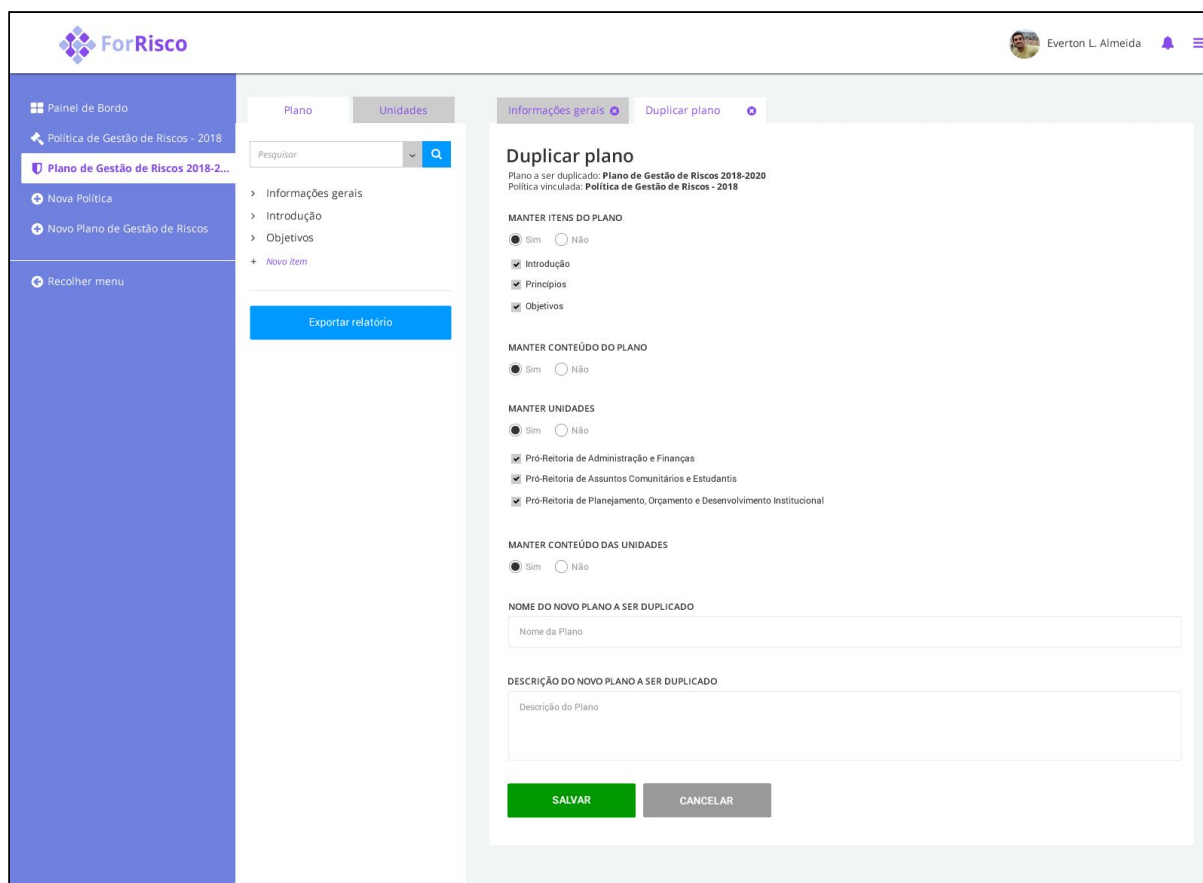 ForRisco
Everton L. Almeida
Painel de Bordo
Política de Gestão de Riscos - 2018
Plano de Gestão de Riscos 2018-2...
Nova Política
Novo Plano de Gestão de Riscos
Recolher menu
Plano
Unidades
Pesquisar
> Informações gerais
> Introdução
> Objetivos
+ Novo item
Exportar relatório
Informações gerais
Duplicar plano
Duplicar plano
Plano a ser duplicado: Plano de Gestão de Riscos 2018-2020
Política vinculada: Política de Gestão de Riscos - 2018
MANTER ITENS DO PLANO
Sim Não
Introdução
Princípios
Objetivos
MANTER CONTEÚDO DO PLANO
Sim Não
MANTER UNIDADES
Sim Não
Pró-Reitoria de Administração e Finanças
Pró-Reitoria de Assuntos Comunitários e Estudantis
Pró-Reitoria de Planejamento, Orçamento e Desenvolvimento Institucional
MANTER CONTEÚDO DAS UNIDADES
Sim Não
NOME DO NOVO PLANO A SER DUPLICADO
Nome da Plano
DESCRIÇÃO DO NOVO PLANO A SER DUPLICADO
Descrição do Plano
SALVAR
CANCELAR